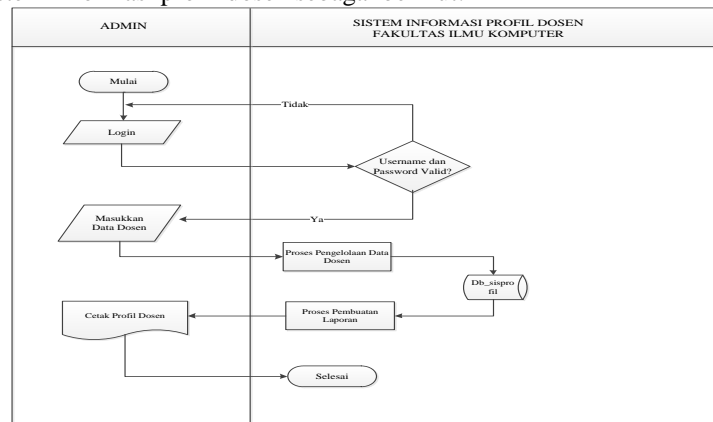 ADMIN
SISTEM INFORMASI PROFIL DOSEN
FAKULTAS ILMU KOMPUTER
Mulai
Tidak
Login
Username dan
Password Valid?
Masukkan
Data Dosen
Ya
Proses Pengelolaan Data
Dosen
Db_sispro
fil
Cetak Profil Dosen
Proses Pembuatan
Laporan
Selesai